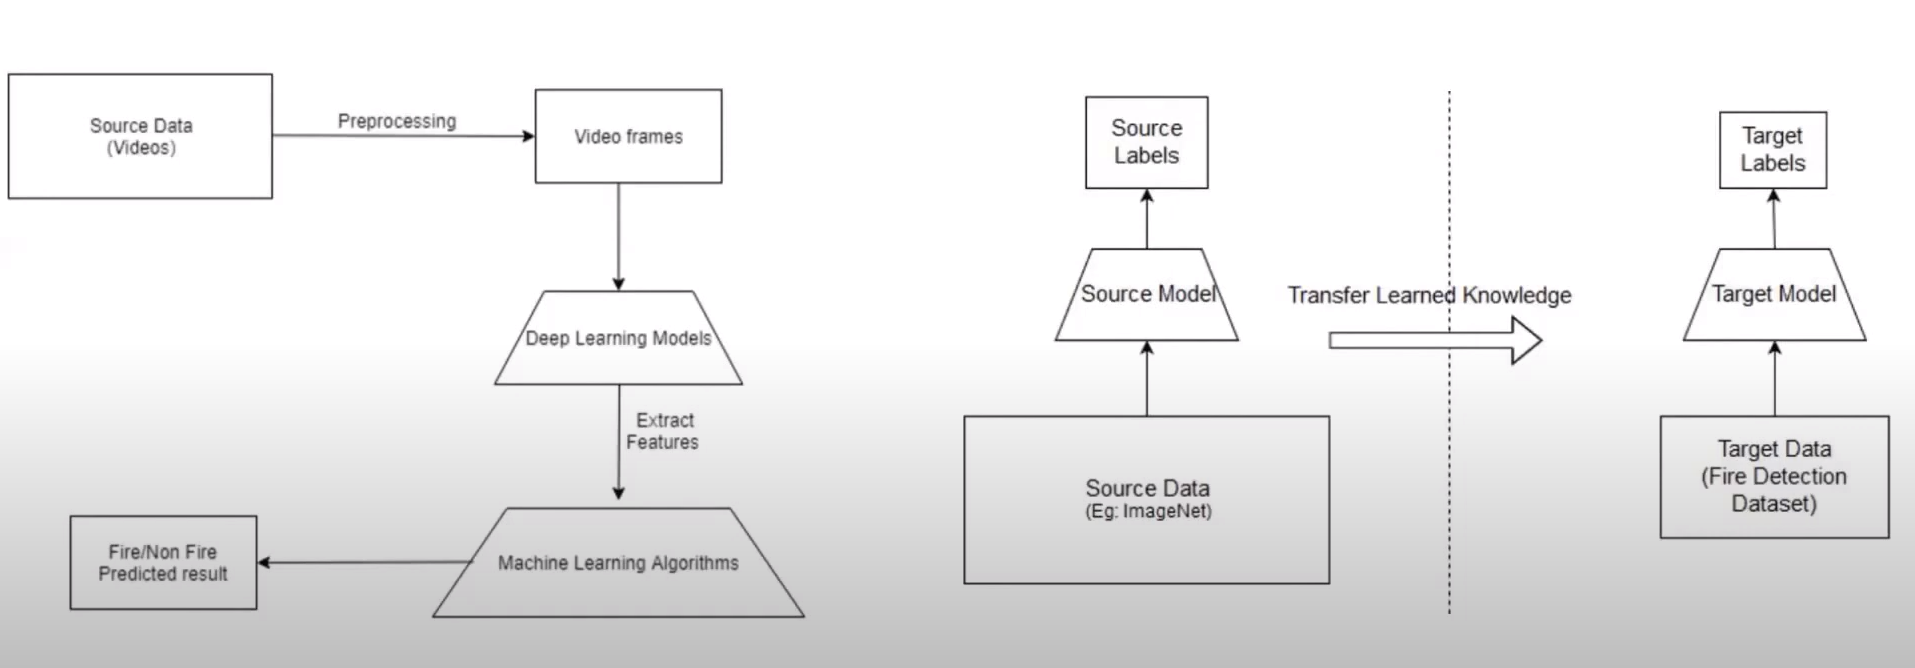 Source Data
(Videos)
Preprocessing
Video frames
Deep Learning Models
Extract
Features
Machine Learning Algorithms
Fire/Non Fire
Predicted result
Source
Labels
Source Model
Source Data
(Eg: ImageNet)
Transfer Learned Knowledge
Target
Labels
Target Model
Target Data
(Fire Detection
Dataset)